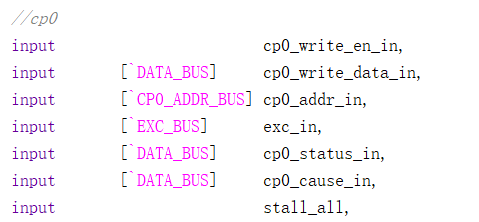 //cp0
input cp0_write_en_in,
input [`DATA_BUS] cp0_write_data_in,
input [`CP0_ADDR_BUS] cp0_addr_in,
input [`EXC_BUS] exc_in,
input [`DATA_BUS] cp0_status_in,
input [`DATA_BUS] cp0_cause_in,
input stall_all,